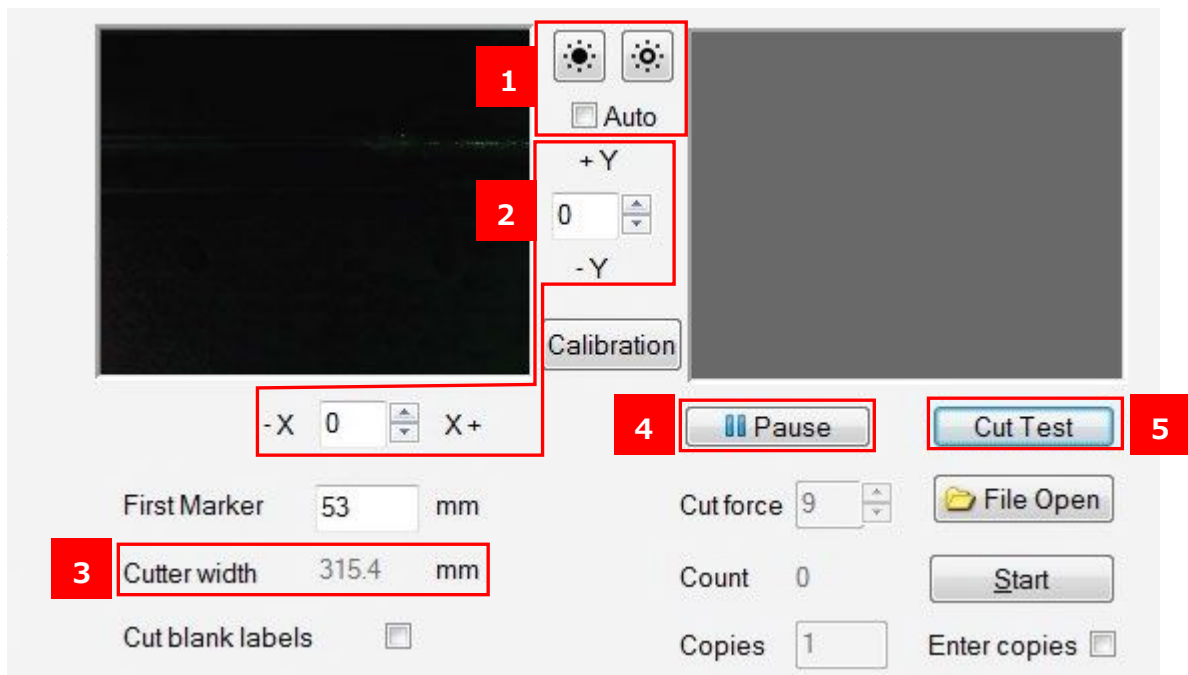 1
Auto
+ Y
2
0
- Y
Calibration
- X 0 X +
4
Pause
Cut Test
5
First Marker 53 mm
Cut force 9
File Open
3
Cutter width 315.4 mm
Count 0
Start
Cut blank labels
Copies 1
Enter copies